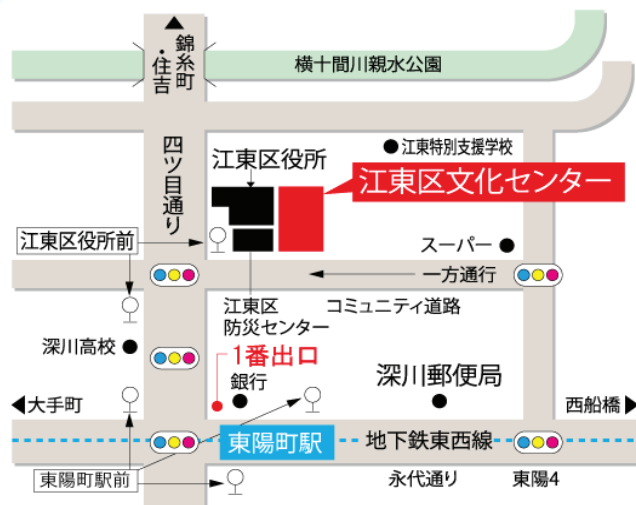 錦糸町
・住吉
横十間川親水公園
四ツ目通り
江東特別支援学校
江東区役所
江東区文化センター
江東区役所前
スーパー
一方通行
江東区
防災センター
コミュニティ道路
深川高校
1番出口
銀行
深川郵便局
大手町
西船橋
東陽町駅
地下鉄東西線
東陽町駅前
永代通り
東陽4